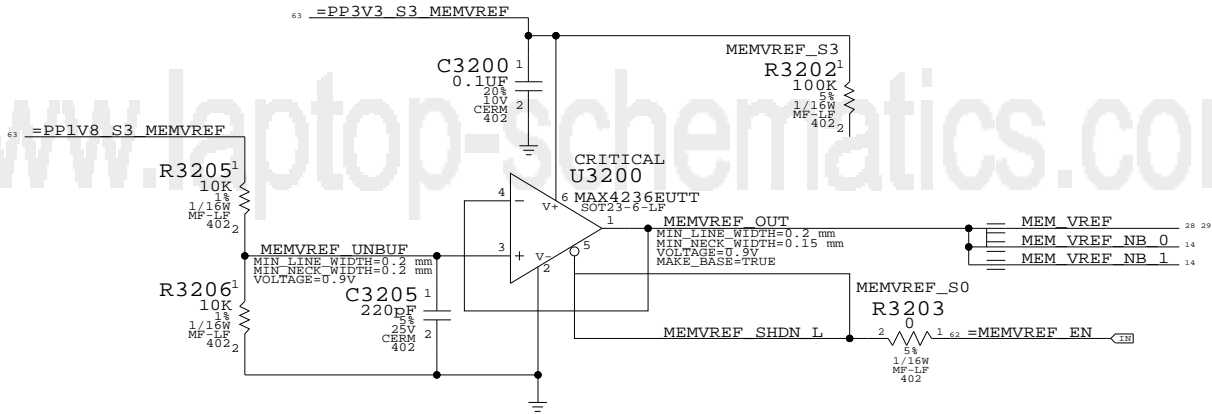 63 =PP3V3_S3_MEMVREF
C3200 1
0.1UF
20%
10V
CERM 2
402
MEMVREF_S3
R3202 1
100K
5%
1/16W
MF-LF
402 2
www.laptop-schematics.com
63 =PP1V8_S3_MEMVREF
R3205 1
10K
1%
1/16W
MF-LF
402 2
CRITICAL
U3200
MAX4236EUTT
SOT23-6-LF
4
6
V+
1
5
3
V-
2
MEMVREF_UNBUF
MIN_LINE_WIDTH=0.2 mm
MIN_NECK_WIDTH=0.2 mm
VOLTAGE=0.9V
MEMVREF_OUT
MIN_LINE_WIDTH=0.2 mm
MIN_NECK_WIDTH=0.15 mm
VOLTAGE=0.9V
MAKE_BASE=TRUE
MEM_VREF 28 29
MEM_VREF_NB_0 14
MEM_VREF_NB_1 14
R3206 1
10K
1%
1/16W
MF-LF
402 2
C3205 1
220pF
5%
25V
CERM 2
402
MEMVREF_S0
R3203
0
MEMVREF_SHDN_L
2
1
62 =MEMVREF_EN
IN
5%
1/16W
MF-LF
402